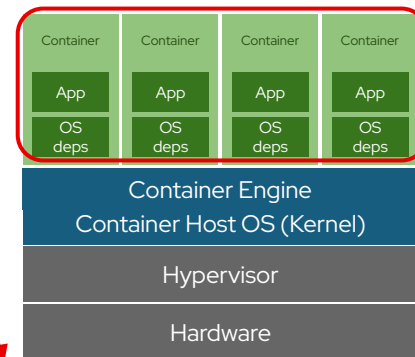 Container Container Container Container
App App App App
OS OS OS OS
deps deps deps deps
Container Engine
Container Host OS (Kernel)
Hypervisor
Hardware